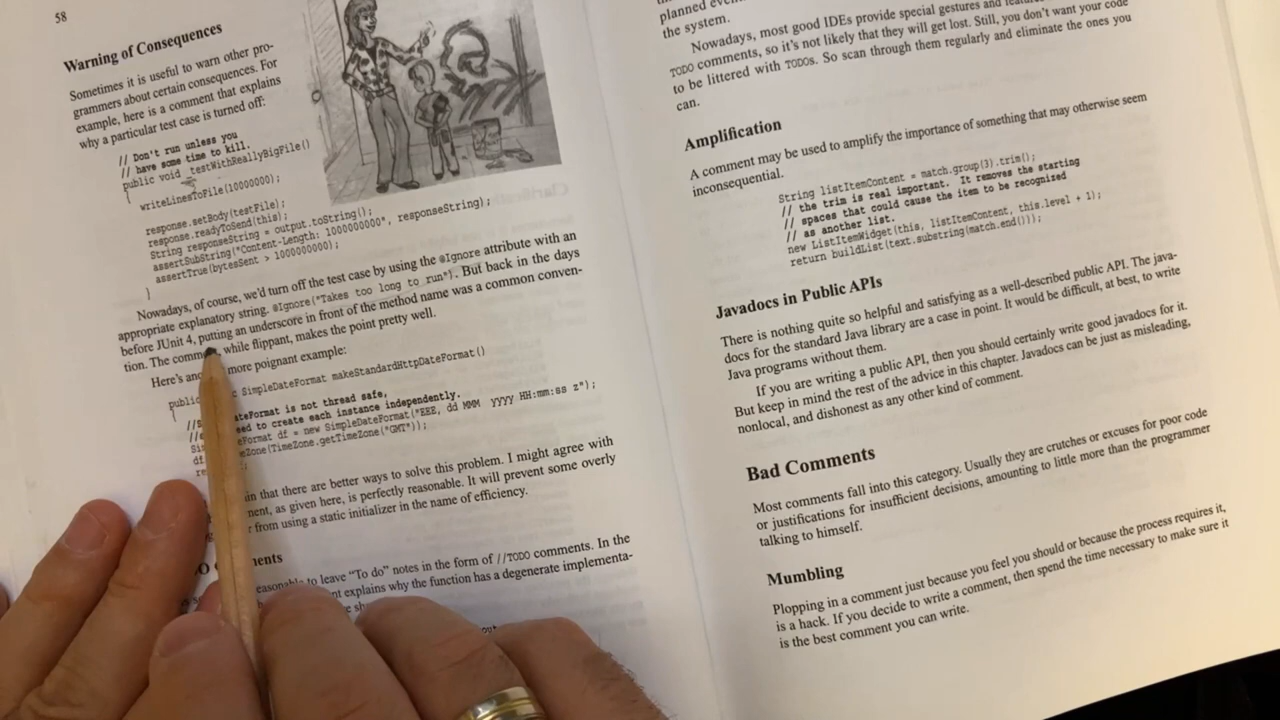 58
Warning of Consequences
Sometimes it is useful to warn other pro-
grammers about certain consequences. For
example, here is a comment that explains
why a particular test case is turned off:
// Don't run unless you
// have some time to kill.
public void _testWithReallyBigFile()
{
writeLinesToFile(10000000);
response.setBody(testFile);
response.readyToSend(this);
String responseString = output.toString();
assertSubString("Content-Length: 1000000000", responseString);
assertTrue(bytesSent > 1000000000);
}
Nowadays, of course, we'd turn off the test case by using the @Ignore attribute with an
appropriate explanatory string. @Ignore("Takes too long to run"). But back in the days
before JUnit 4, putting an underscore in front of the method name was a common conven-
tion. The while flippant, makes the point pretty well.
Here's more poignant example:
SimpleDateFormat makeStandardHttpDateFormat()
{
is not thread safe,
to create each instance independently.
df = new SimpleDateFormat("EEE, dd MMM yyyy HH:mm:ss z");
(TimeZone.getTimeZone("GMT"));
that there are better ways to solve this problem. I might agree with
as given here, is perfectly reasonable. It will prevent some overly
from using a static initializer in the name of efficiency.
to leave “To do” notes in the form of //TODO comments. In the
explains why the function has a degenerate implementa-
planned
the system.
Nowadays, most good IDEs provide special gestures and
TODO comments, so it's not likely that they will get lost. Still, you don't want your code
to be littered with TODOs. So scan through them regularly and eliminate the ones you
can.
Amplification
A comment may be used to amplify the importance of something that may otherwise seem
inconsequential.
String listItemContent = match.group(3).trim();
// the trim is real important. It removes the starting
// spaces that could cause the item to be recognized
// as another list.
new ListItemWidget(this, listItemContent, this.level + 1);
return buildList(text.substring(match.end()));
Javadocs in Public APIs
There is nothing quite so helpful and satisfying as a well-described public API. The java-
docs for the standard Java library are a case in point. It would be difficult, at best, to write
Java programs without them.
If you are writing a public API, then you should certainly write good javadocs for it.
But keep in mind the rest of the advice in this chapter. Javadocs can be just as misleading,
nonlocal, and dishonest as any other kind of comment.
Bad Comments
Most comments fall into this category. Usually they are crutches or excuses for poor code
or justifications for insufficient decisions, amounting to little more than the programmer
talking to himself.
Mumbling
Plopping in a comment just because you feel you should or because the process requires it,
is a hack. If you decide to write a comment, then spend the time necessary to make sure it
is the best comment you can write.